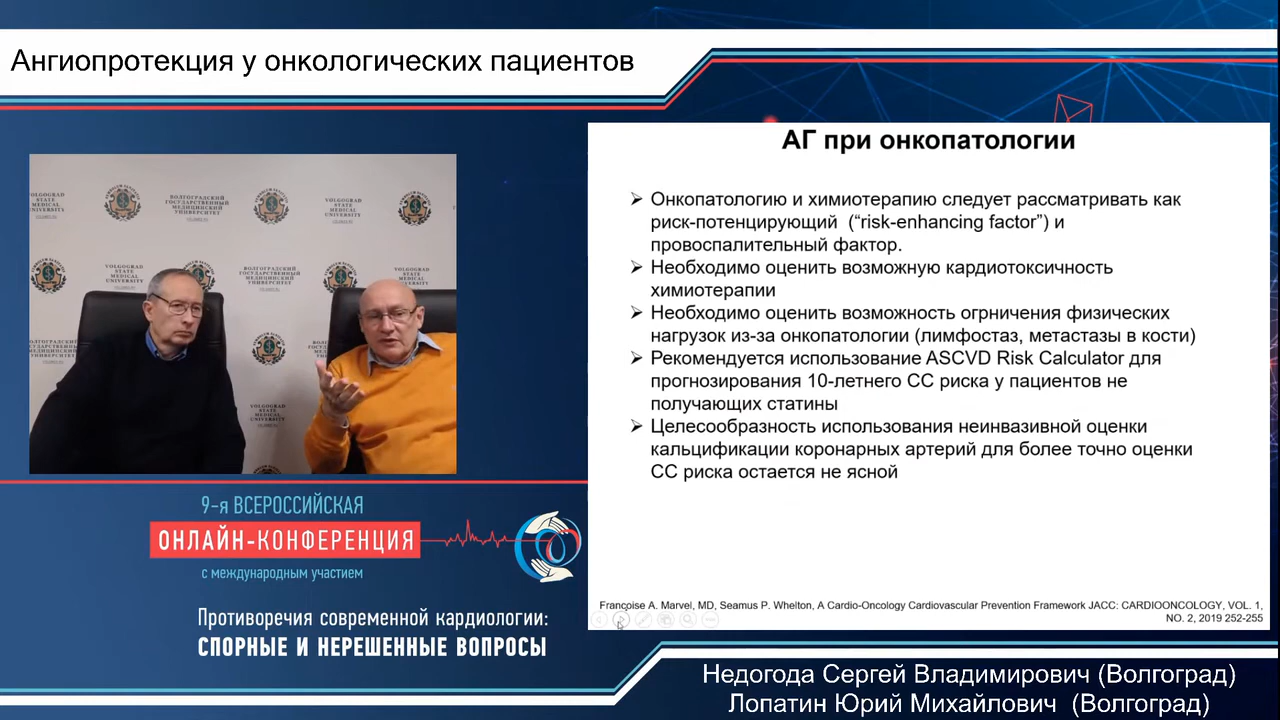 Ангиопротекция у онкологических пациентов
АГ при онкопатологии
Онкопатологию и химиотерапию следует рассматривать как
риск-потенцирующий (“risk-enhancing factor”) и
провоспалительный фактор.
Необходимо оценить возможную кардиотоксичность
химиотерапии
Необходимо оценить возможность огрничения физических
нагрузок из-за онкопатологии (лимфостаз, метастазы в кости)
Рекомендуется использование ASCVD Risk Calculator для
прогнозирования 10-летнего СС риска у пациентов не
получающих статины
Целесообразность использования неинвазивной оценки
кальцификации коронарных артерий для более точно оценки
СС риска остается не ясной
Françoise A. Marvel, MD, Seamus P. Whelton, A Cardio-Oncology Cardiovascular Prevention Framework JACC: CARDIOONCOLOGY, VOL. 1,
NO. 2, 2019 252-255
VOLGOGRAD
STATE
MEDICAL
UNIVERSITY
ВОЛГОГРАДСКИЙ
ГОСУДАРСТВЕННЫЙ
МЕДИЦИНСКИЙ
УНИВЕРСИТЕТ
9-я ВСЕРОССИЙСКАЯ
ОНЛАЙН-КОНФЕРЕНЦИЯ
с международным участием
Противоречия современной кардиологии:
СПОРНЫЕ И НЕРЕШЕННЫЕ ВОПРОСЫ
Недогода Сергей Владимирович (Волгоград)
Лопатин Юрий Михайлович (Волгоград)